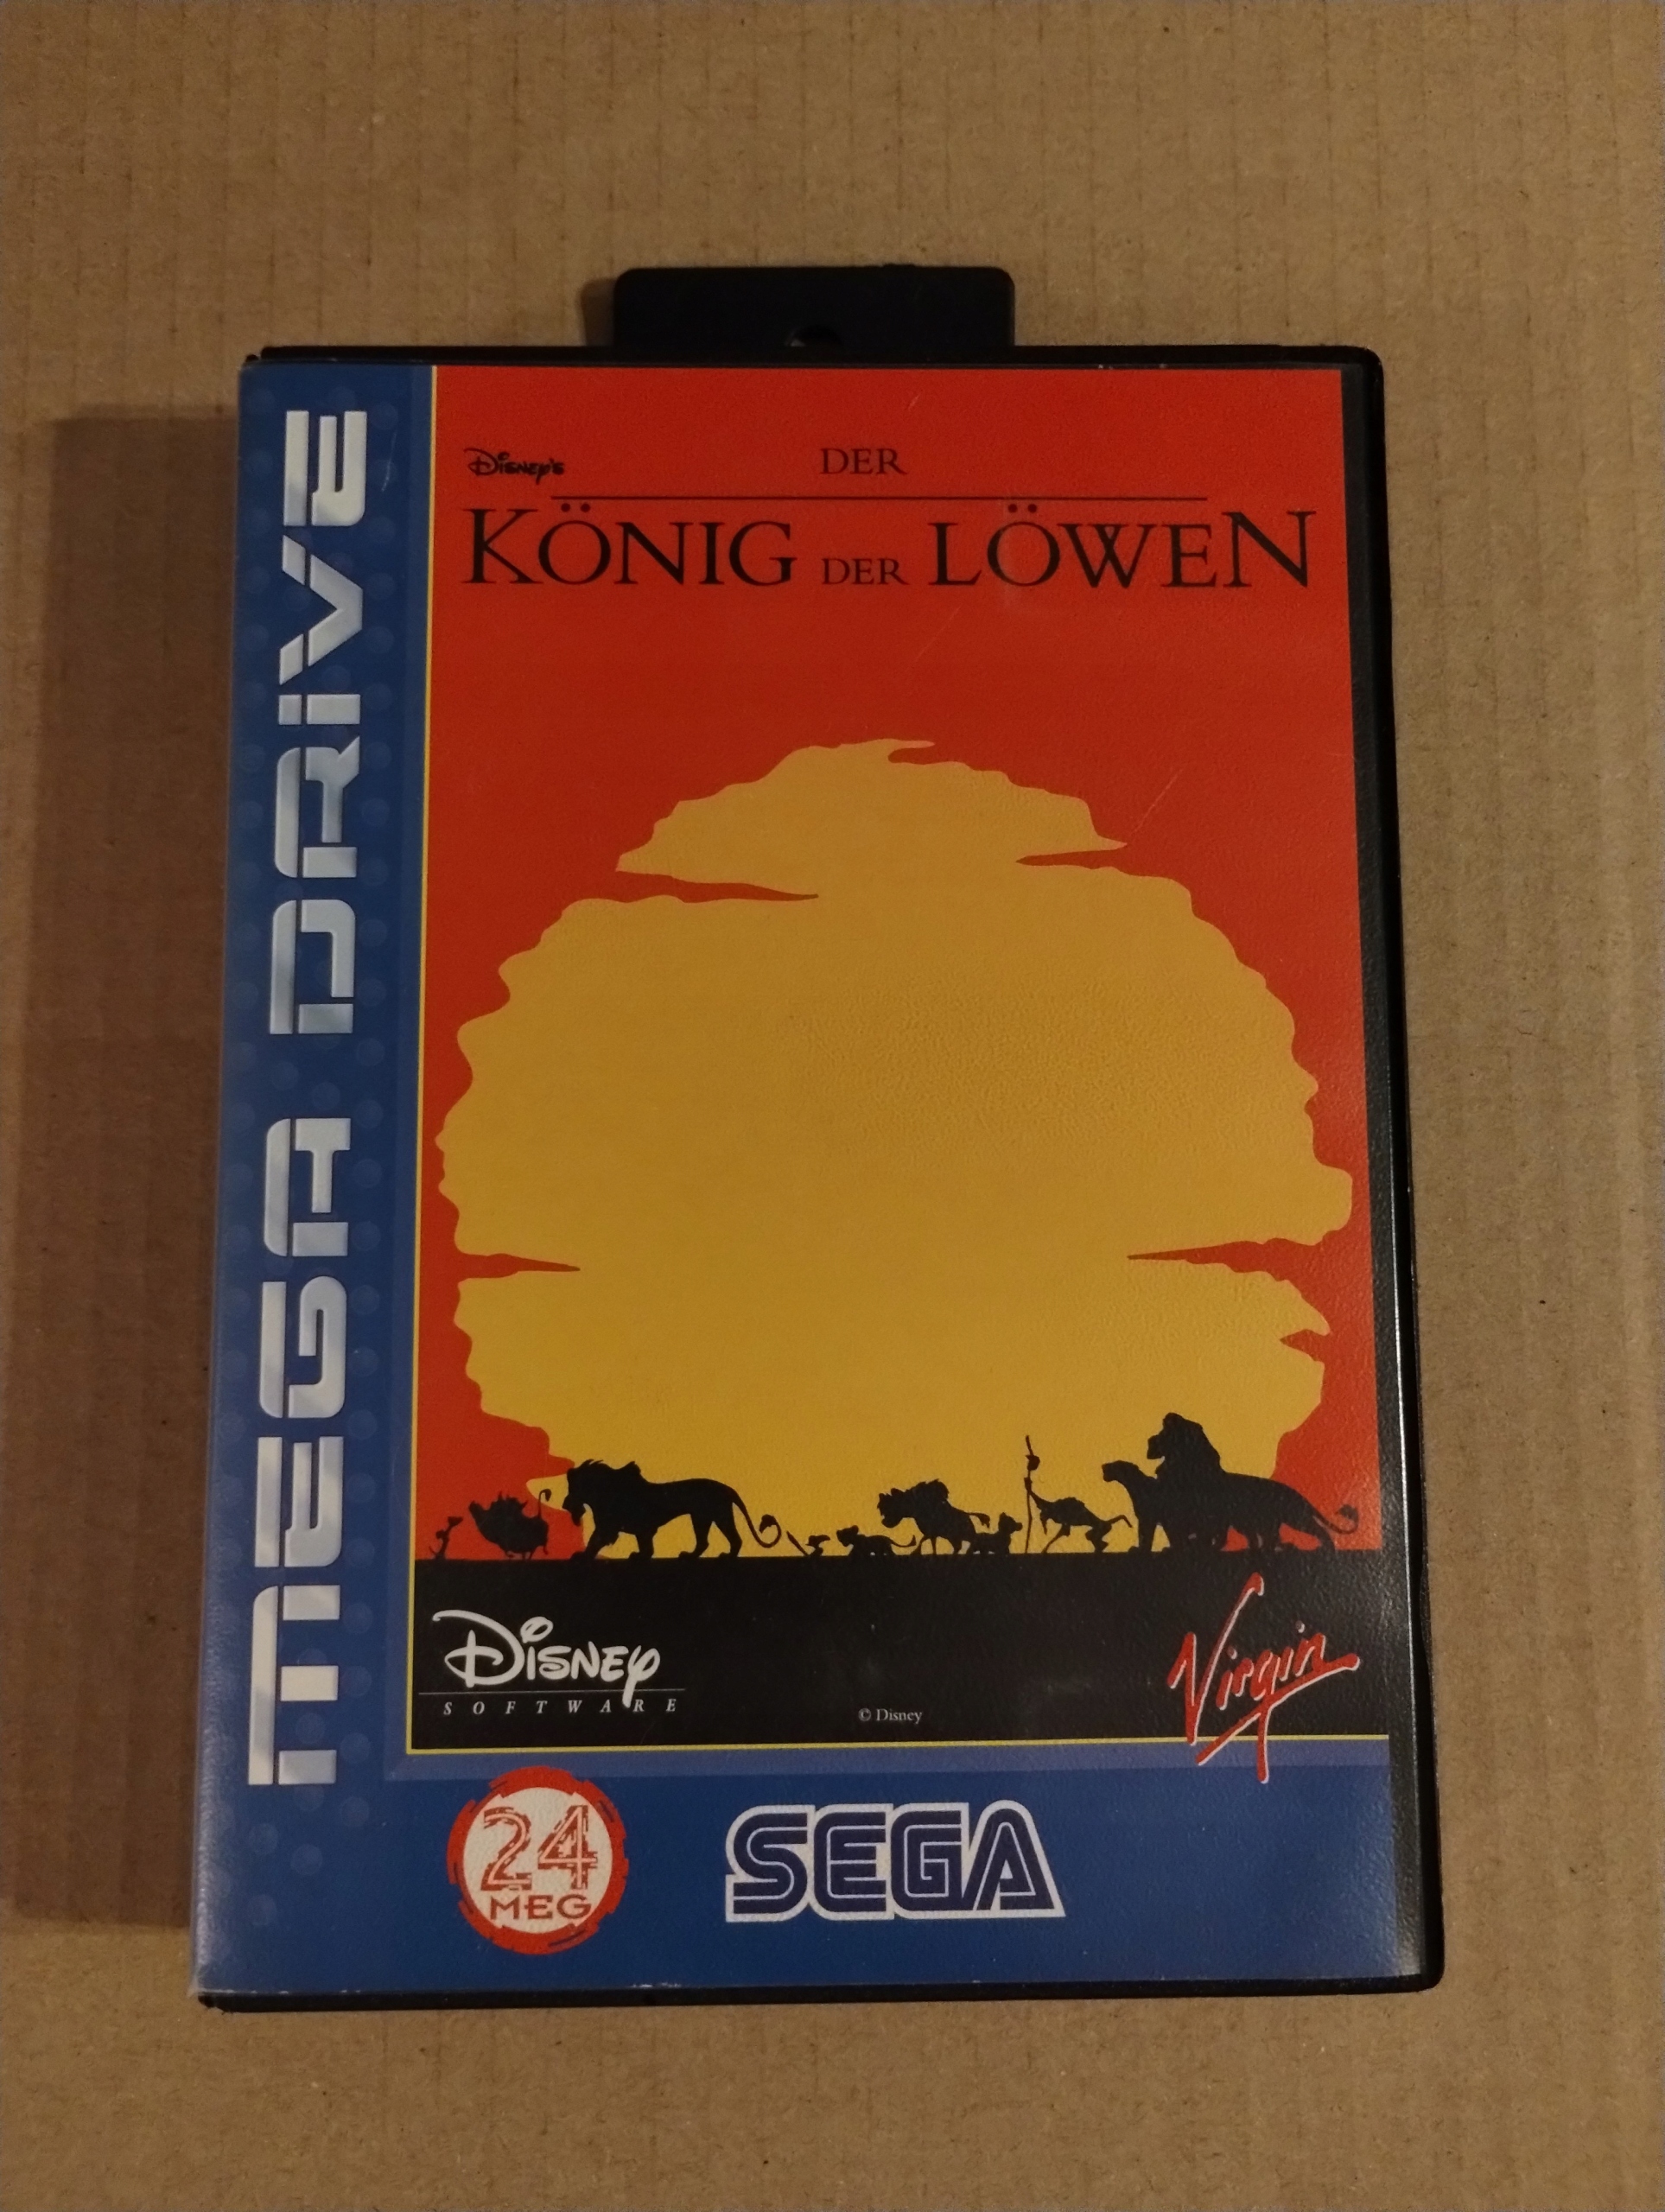 MEGA DRIVE
Disney's
DER
KÖNIG DER LÖWEN
Disney
SOFTWARE
© Disney
Virgin
24
MEG
SEGA